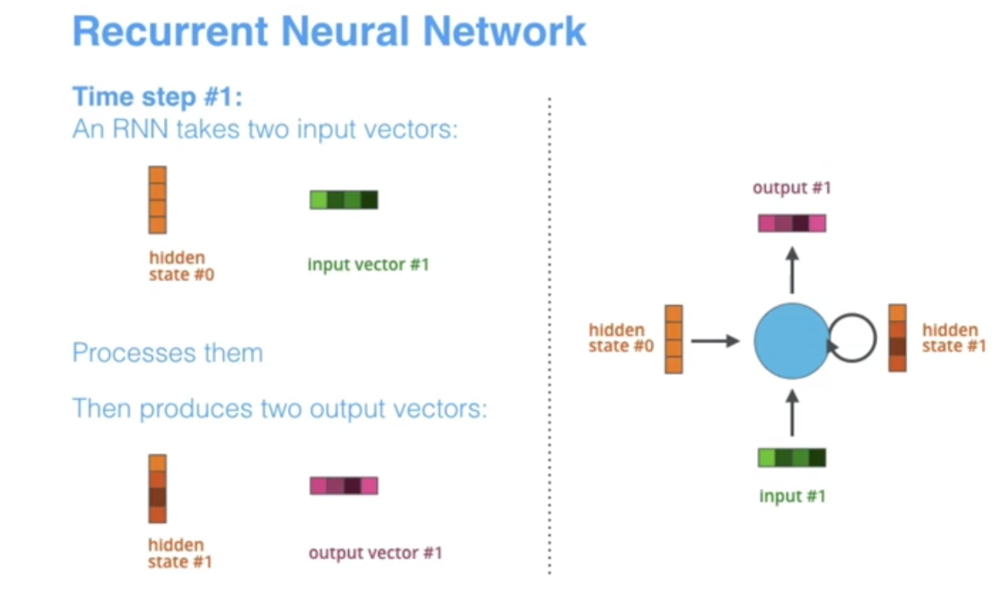 Recurrent Neural Network
Time step #1:
An RNN takes two input vectors:
hidden
state #0
input vector #1
Processes them
Then produces two output vectors:
hidden
state #1
output vector #1
output #1
hidden
state #0
hidden
state #1
input #1